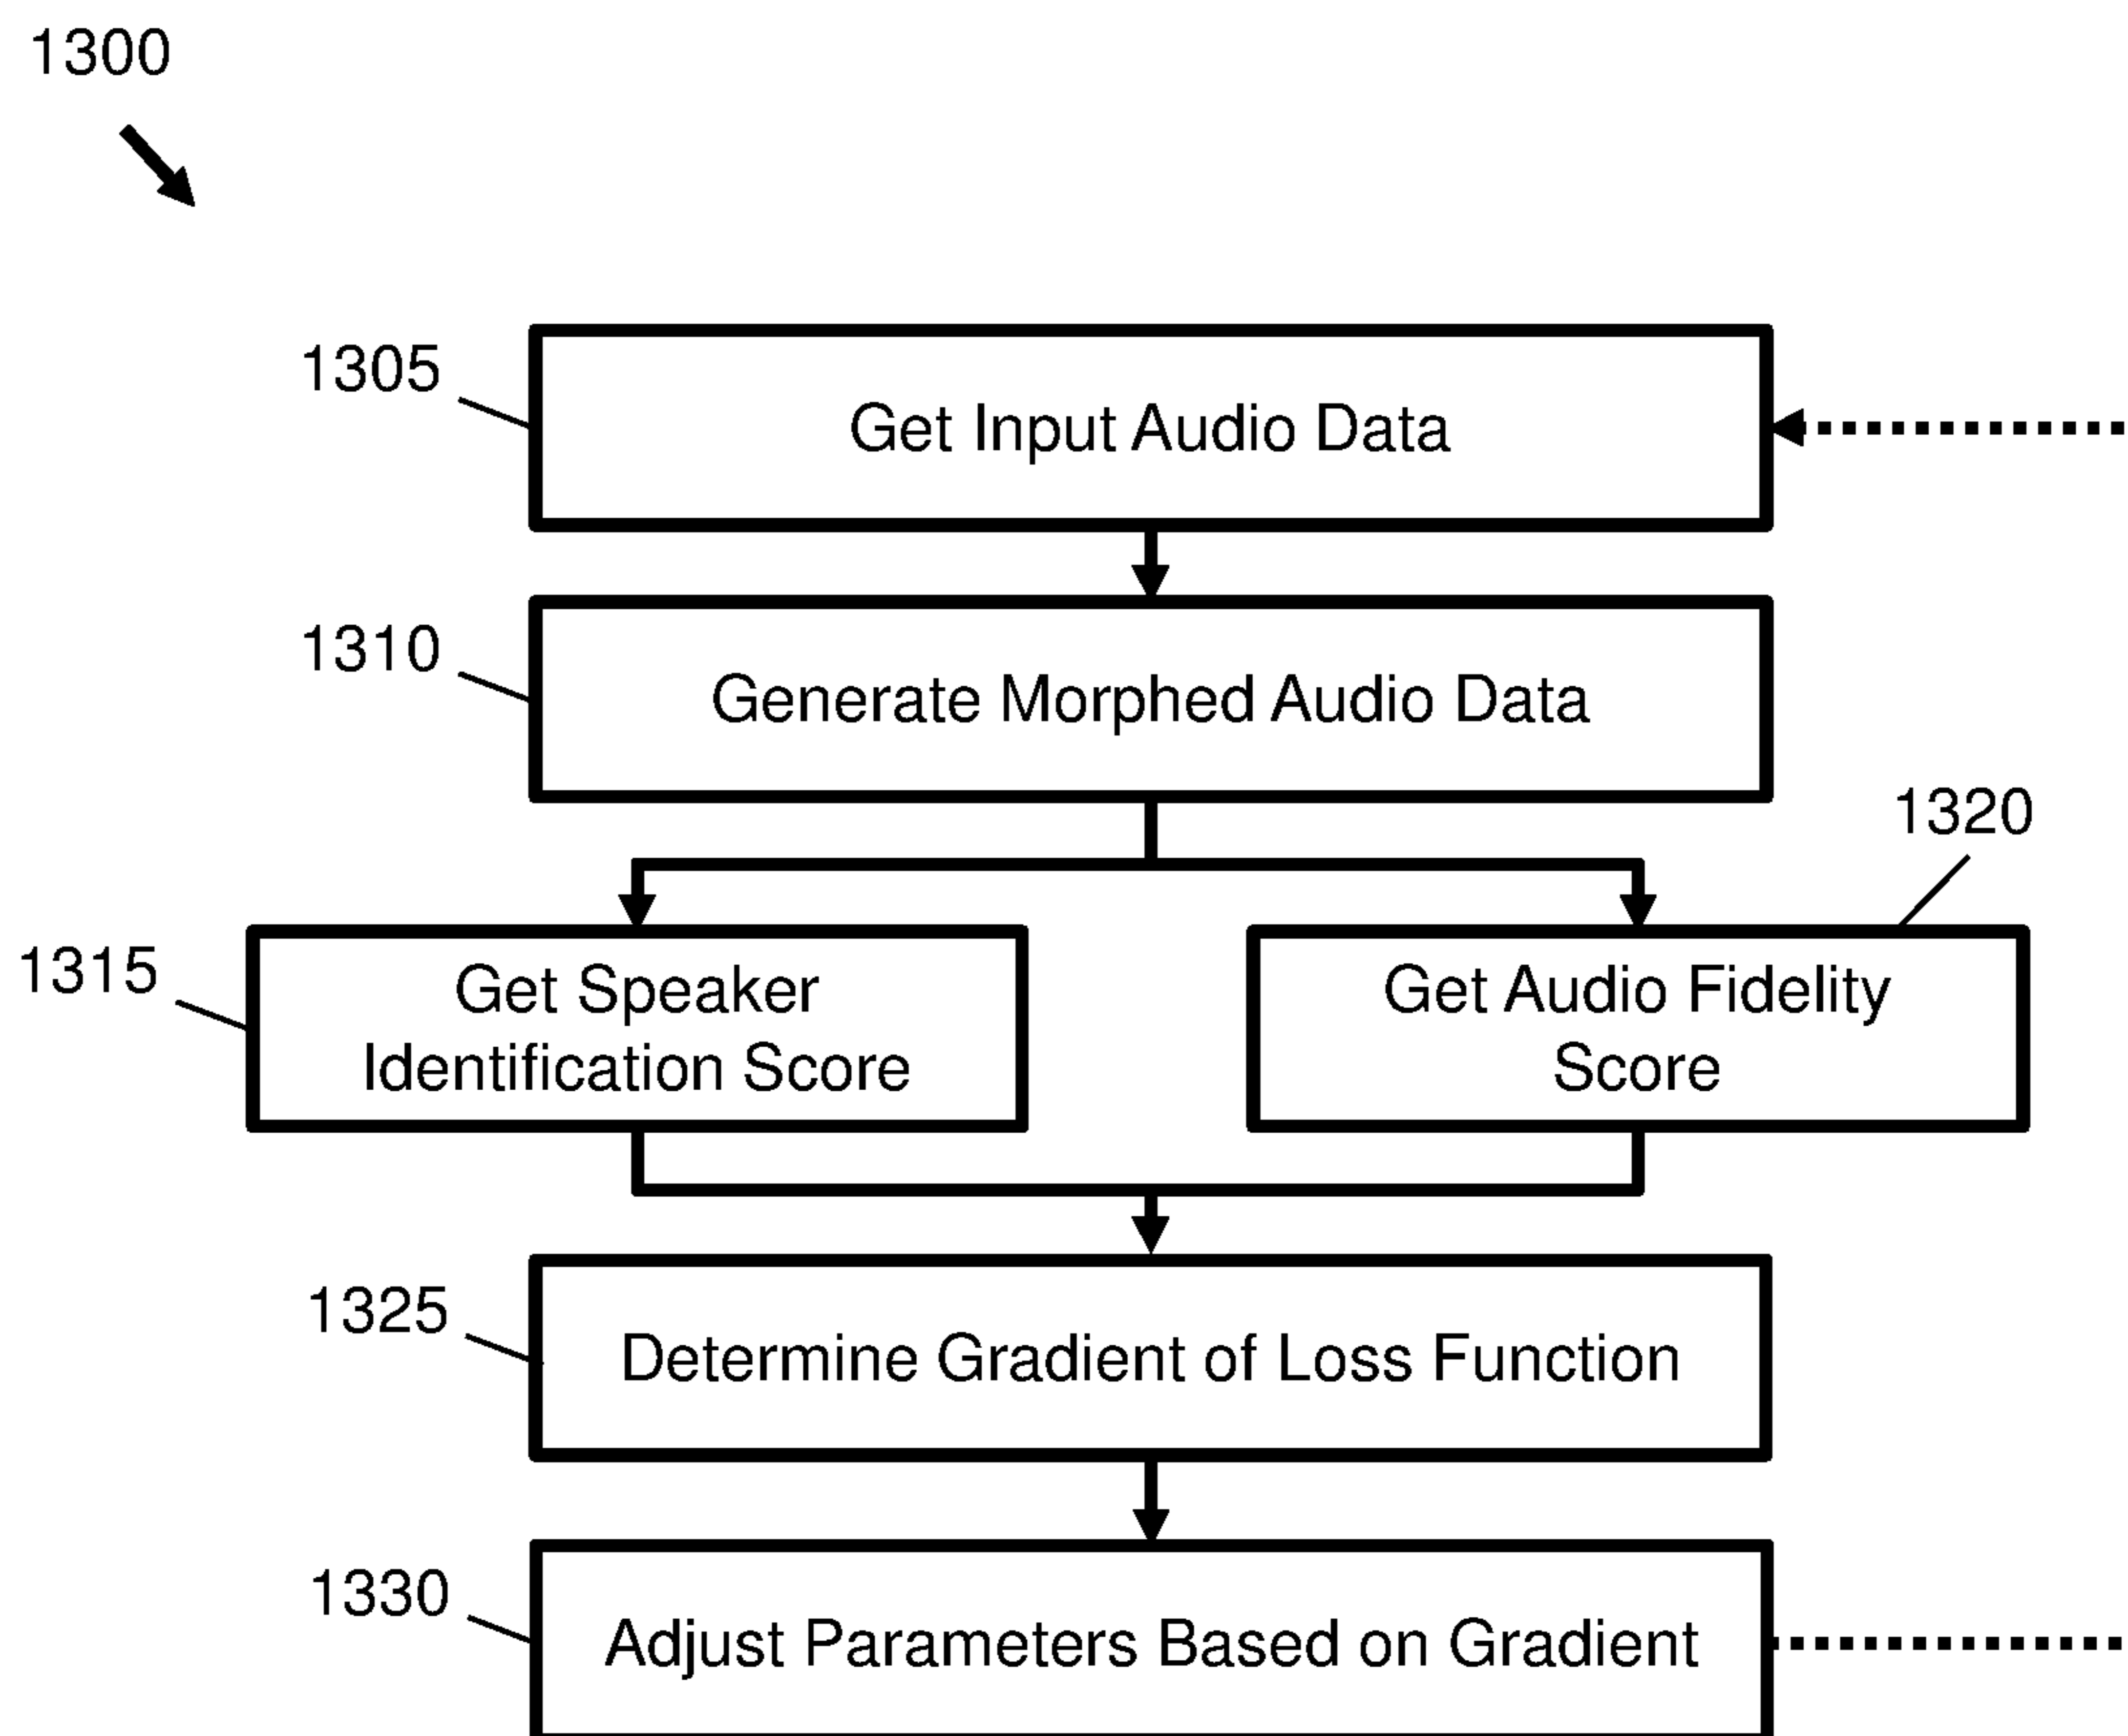 1300
1305
Get Input Audio Data
1310
Generate Morphed Audio Data
1320
1315
Get Speaker
Identification Score
Get Audio Fidelity
Score
1325
Determine Gradient of Loss Function
1330
Adjust Parameters Based on Gradient